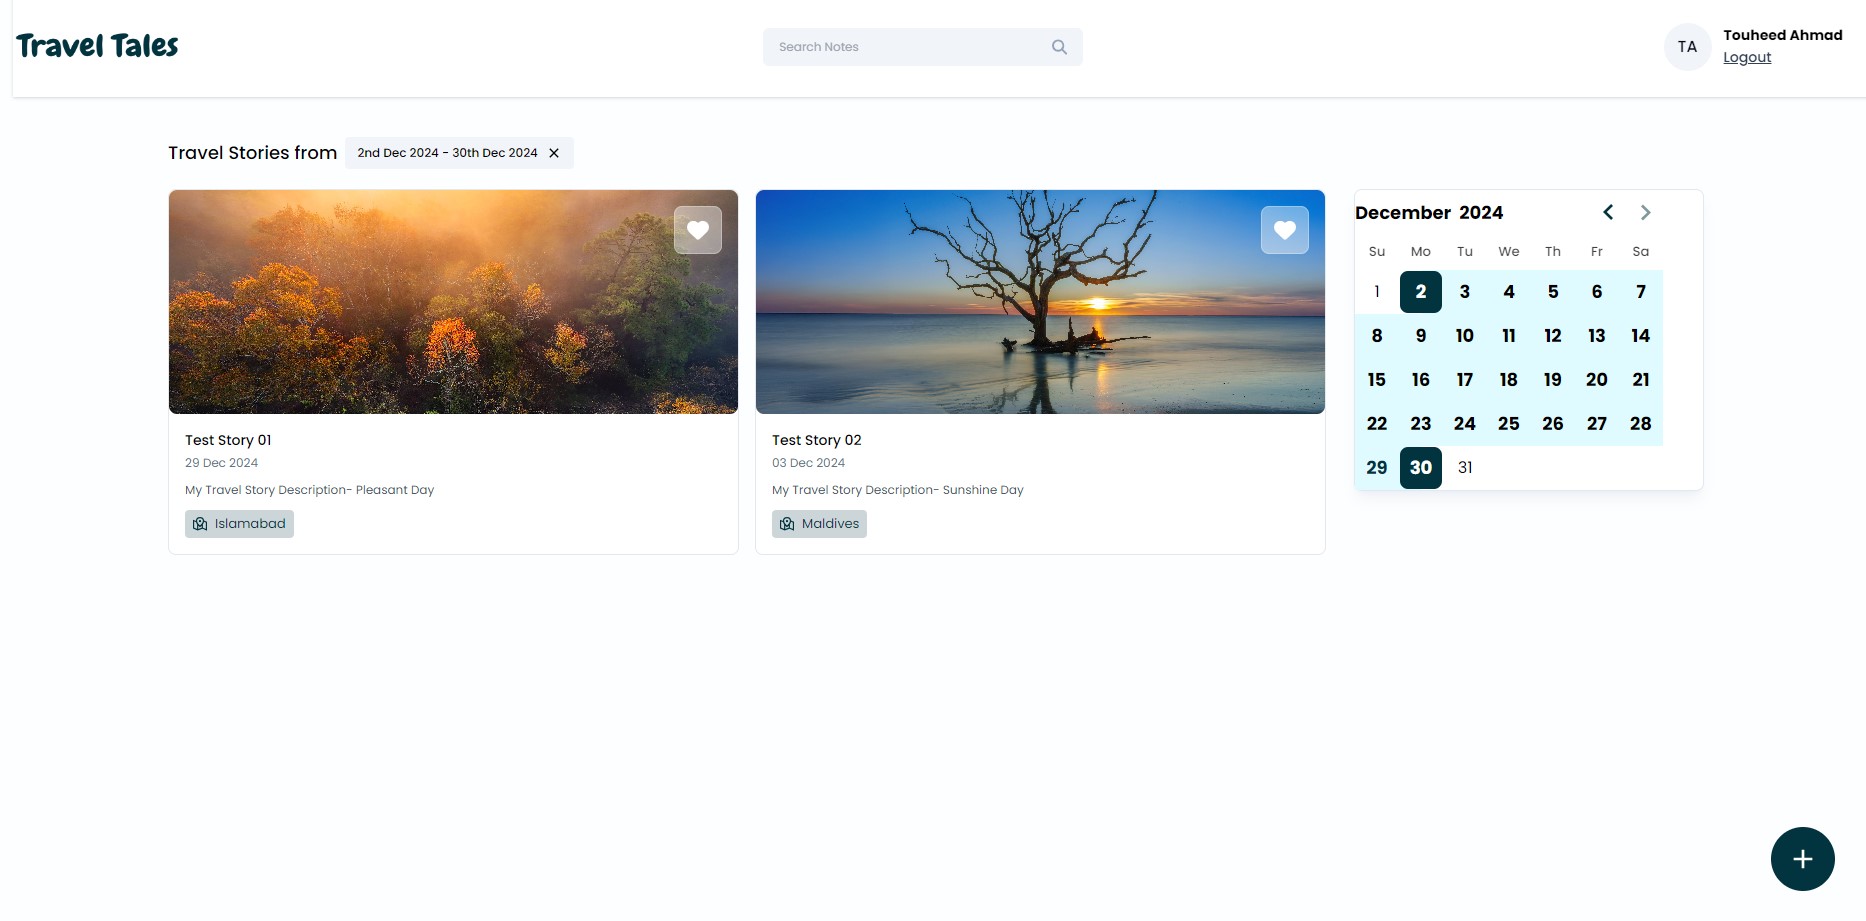 Travel Tales
Search Notes
TA
Touheed Ahmad
Logout
Travel Stories from
2nd Dec 2024 - 30th Dec 2024
Test Story 01
29 Dec 2024
My Travel Story Description- Pleasant Day
Islamabad
Test Story 02
03 Dec 2024
My Travel Story Description- Sunshine Day
Maldives
December 2024
Su Mo Tu We Th Fr Sa
1 2 3 4 5 6 7
8 9 10 11 12 13 14
15 16 17 18 19 20 21
22 23 24 25 26 27 28
29 30 31